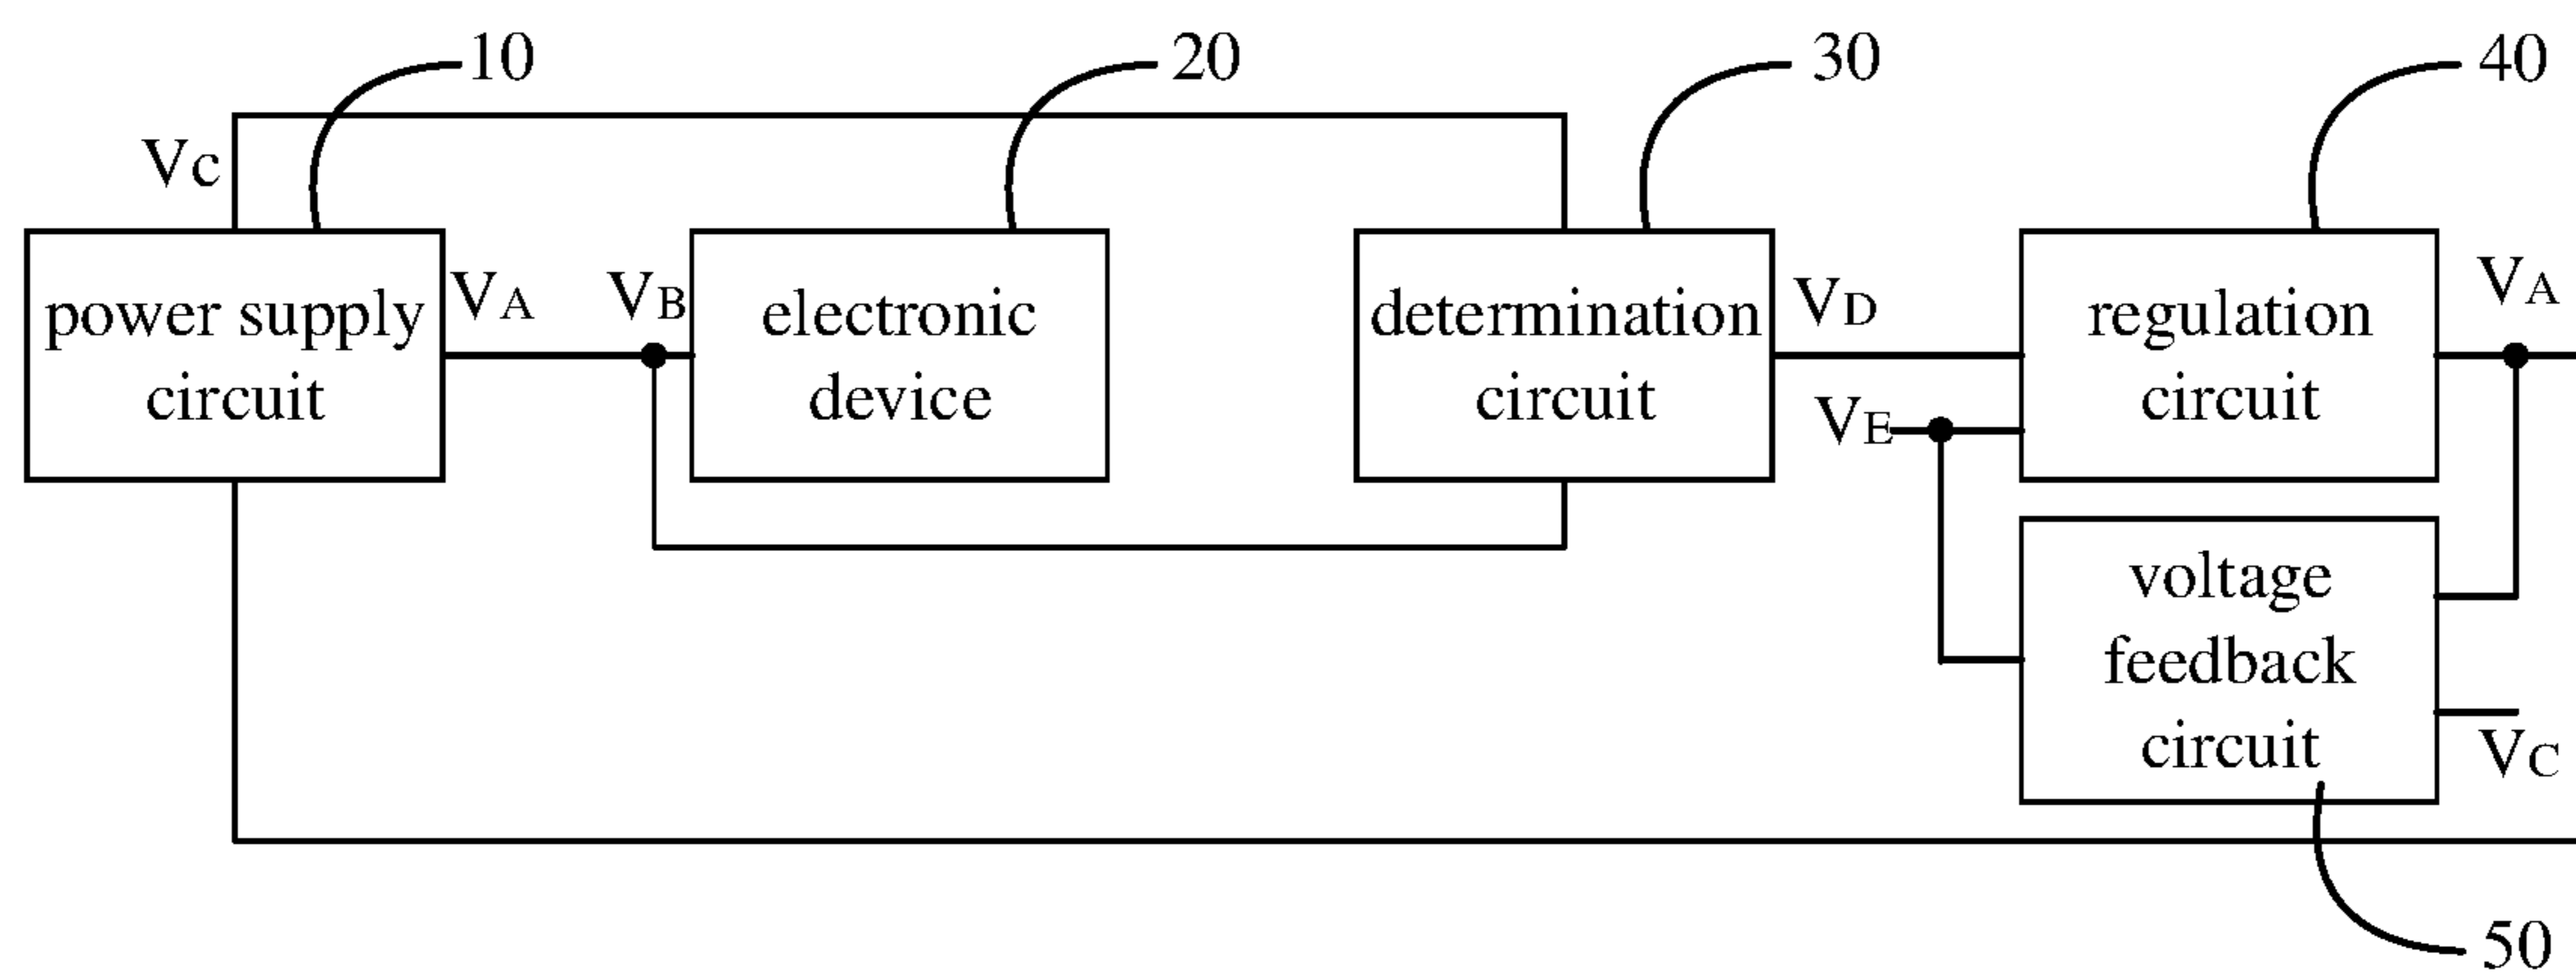 10
20
30
40
Vc
VA
VB
VD
VA
power supply
circuit
electronic
device
determination
circuit
regulation
circuit
VE
voltage
feedback
circuit
VC
50